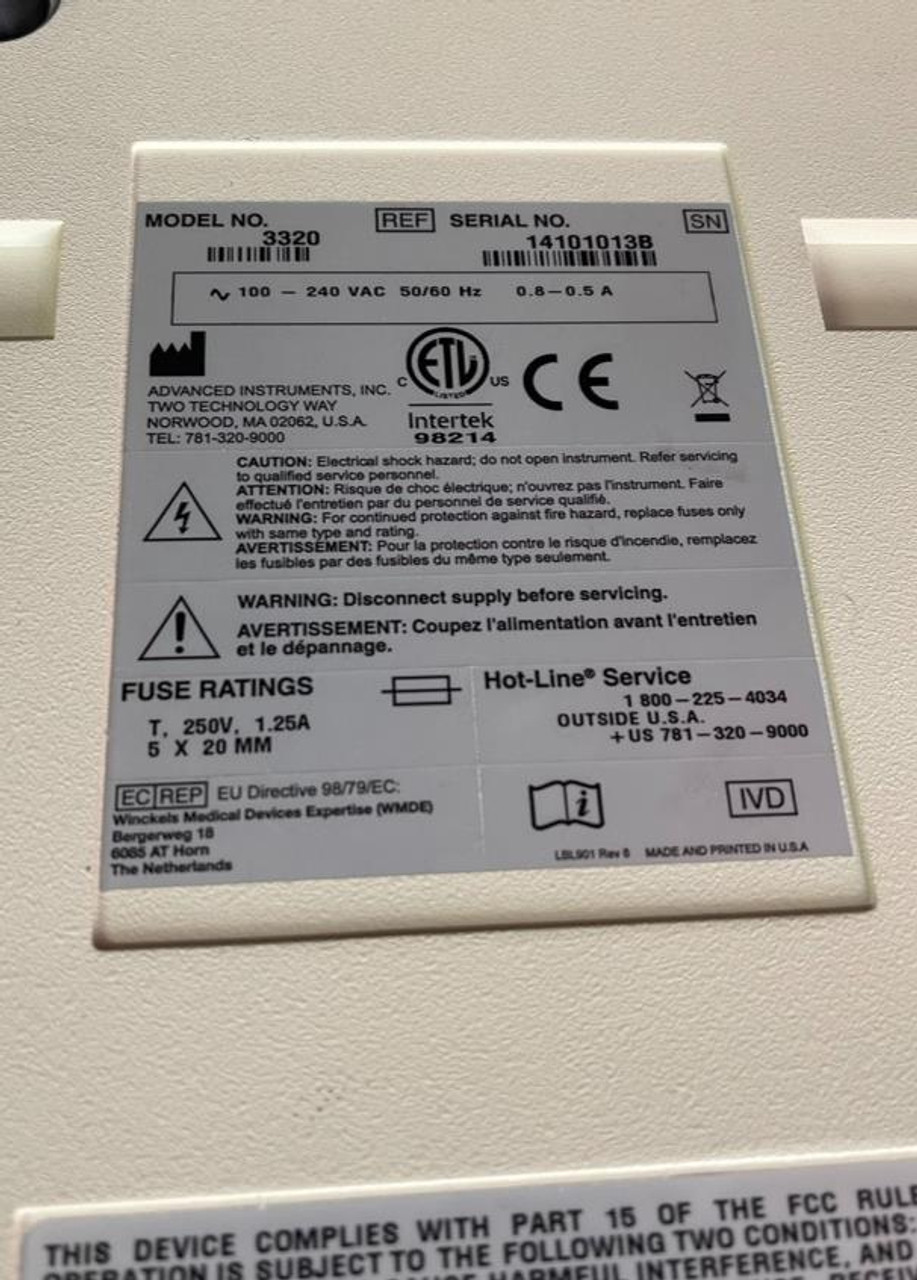 MODEL NO. REF SERIAL NO. SN
3320 14101013B
∿ 100 – 240 VAC 50/60 Hz 0.8–0.5 A
C ETL US CE
LISTED
ADVANCED INSTRUMENTS, INC.
TWO TECHNOLOGY WAY
NORWOOD, MA 02062, U.S.A.
TEL: 781-320-9000
Intertek
98214
CAUTION: Electrical shock hazard; do not open instrument. Refer servicing
to qualified service personnel.
ATTENTION: Risque de choc électrique; n'ouvrez pas l'instrument. Faire
effectué l'entretien par du personnel de service qualifié.
WARNING: For continued protection against fire hazard, replace fuses only
with same type and rating.
AVERTISSEMENT: Pour la protection contre le risque d'incendie, remplacez
les fusibles par des fusibles du même type seulement.
WARNING: Disconnect supply before servicing.
AVERTISSEMENT: Coupez l'alimentation avant l'entretien
et le dépannage.
FUSE RATINGS
T, 250V, 1.25A
5 X 20 MM
Hot-Line® Service
1 800–225–4034
OUTSIDE U.S.A.
+US 781–320–9000
EC REP EU Directive 98/79/EC:
Winckels Medical Devices Expertise (WMDE)
Bergerweg 18
6085 AT Horn
The Netherlands
i IVD
LBL901 Rev 6 MADE AND PRINTED IN U.S.A
THIS DEVICE COMPLIES WITH PART 15 OF THE FCC RULE
OPERATION IS SUBJECT TO THE FOLLOWING TWO CONDITIONS:
HARMFUL INTERFERENCE, AND